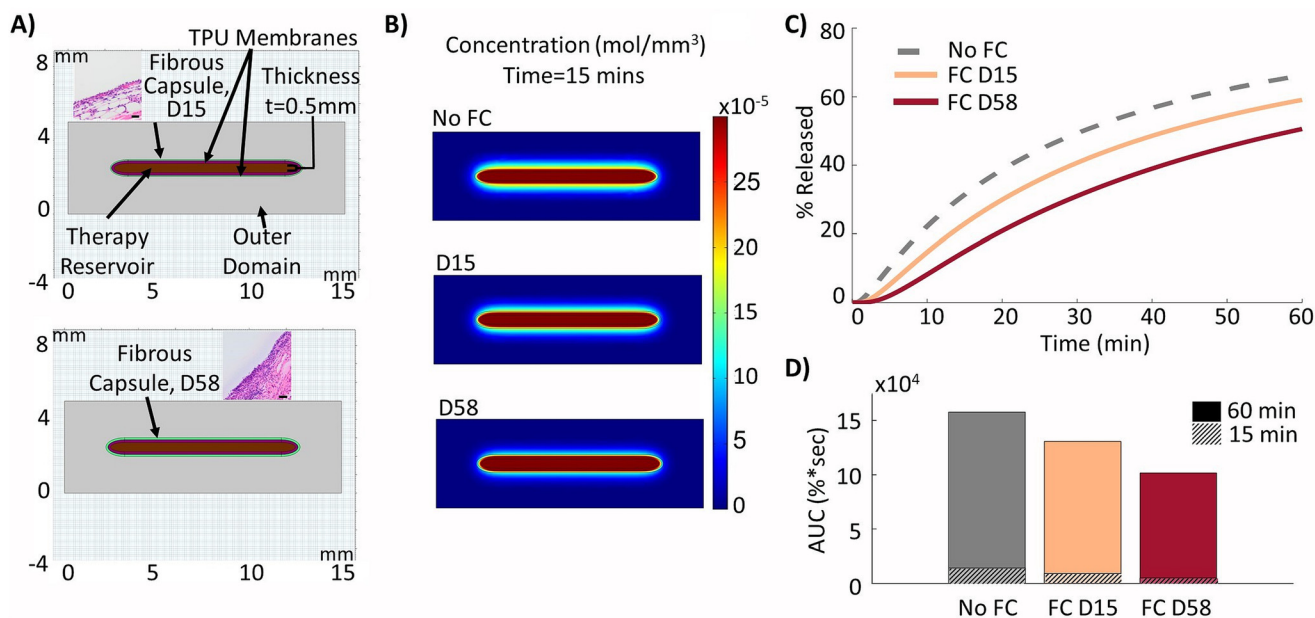 A)
mm
8
4
0
-4
0 5 10 15
mm
TPU Membranes
Fibrous
Capsule,
D15
Thickness
t=0.5mm
Therapy
Reservoir
Outer
Domain
mm
8
4
0
-4
0 5 10 15
mm
Fibrous
Capsule, D58
B)
Concentration (mol/mm³)
Time=15 mins
No FC
D15
D58
x10⁻⁵
25
20
15
10
5
0
C)
% Released
60
40
20
0
0 10 20 30 40 50 60
Time (min)
No FC
FC D15
FC D58
D)
x10⁴
AUC (%*sec)
15
10
5
0
No FC FC D15 FC D58
60 min
15 min